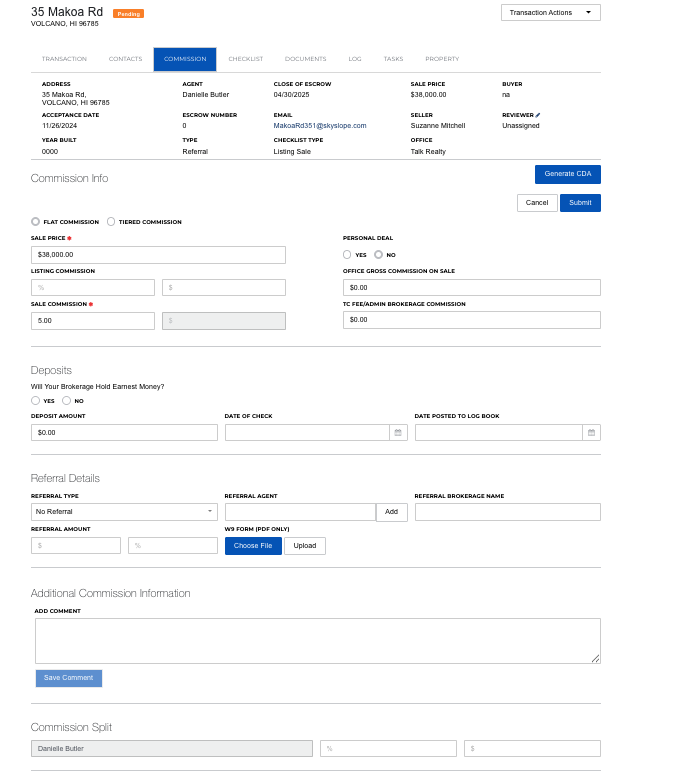 35 Makoa Rd Pending
VOLCANO, HI 96785
Transaction Actions
TRANSACTION CONTACTS COMMISSION CHECKLIST DOCUMENTS LOG TASKS PROPERTY
ADDRESS AGENT CLOSE OF ESCROW SALE PRICE BUYER
35 Makoa Rd, Danielle Butler 04/30/2025 $38,000.00 na
VOLCANO, HI 96785
ACCEPTANCE DATE ESCROW NUMBER EMAIL SELLER REVIEWER
11/26/2024 0 MakoaRd351@skyslope.com Suzanne Mitchell Unassigned
YEAR BUILT TYPE CHECKLIST TYPE OFFICE
0000 Referral Listing Sale Talk Realty
Commission Info Generate CDA
Cancel Submit
FLAT COMMISSION TIERED COMMISSION
SALE PRICE * PERSONAL DEAL
$38,000.00 YES NO
LISTING COMMISSION OFFICE GROSS COMMISSION ON SALE
% $ $0.00
SALE COMMISSION * TC FEE/ADMIN BROKERAGE COMMISSION
5.00 $ $0.00
Deposits
Will Your Brokerage Hold Earnest Money?
YES NO
DEPOSIT AMOUNT DATE OF CHECK DATE POSTED TO LOG BOOK
$0.00
Referral Details
REFERRAL TYPE REFERRAL AGENT REFERRAL BROKERAGE NAME
No Referral Add
REFERRAL AMOUNT W9 FORM (PDF ONLY)
$ % Choose File Upload
Additional Commission Information
ADD COMMENT
Save Comment
Commission Split
Danielle Butler % $